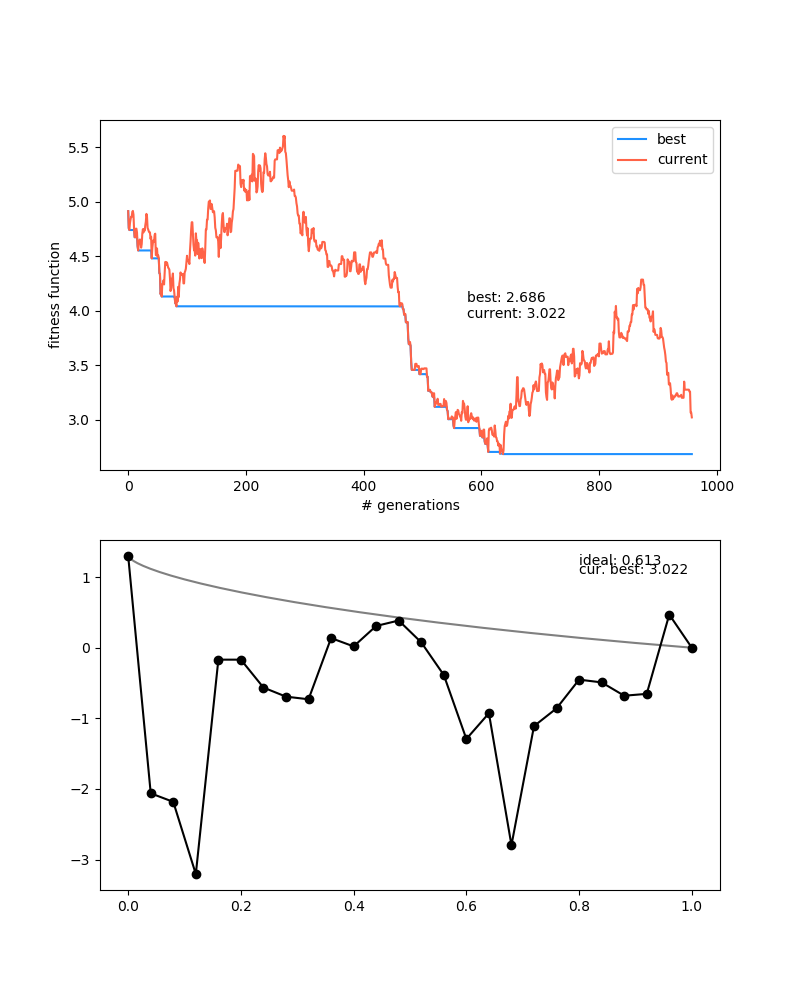 5.5
5.0
4.5
4.0
3.5
3.0
fitness function
best
current
best: 2.686
current: 3.022
0 200 400 600 800 1000
# generations
ideal: 0.613
cur. best: 3.022
1
0
−1
−2
−3
0.0 0.2 0.4 0.6 0.8 1.0